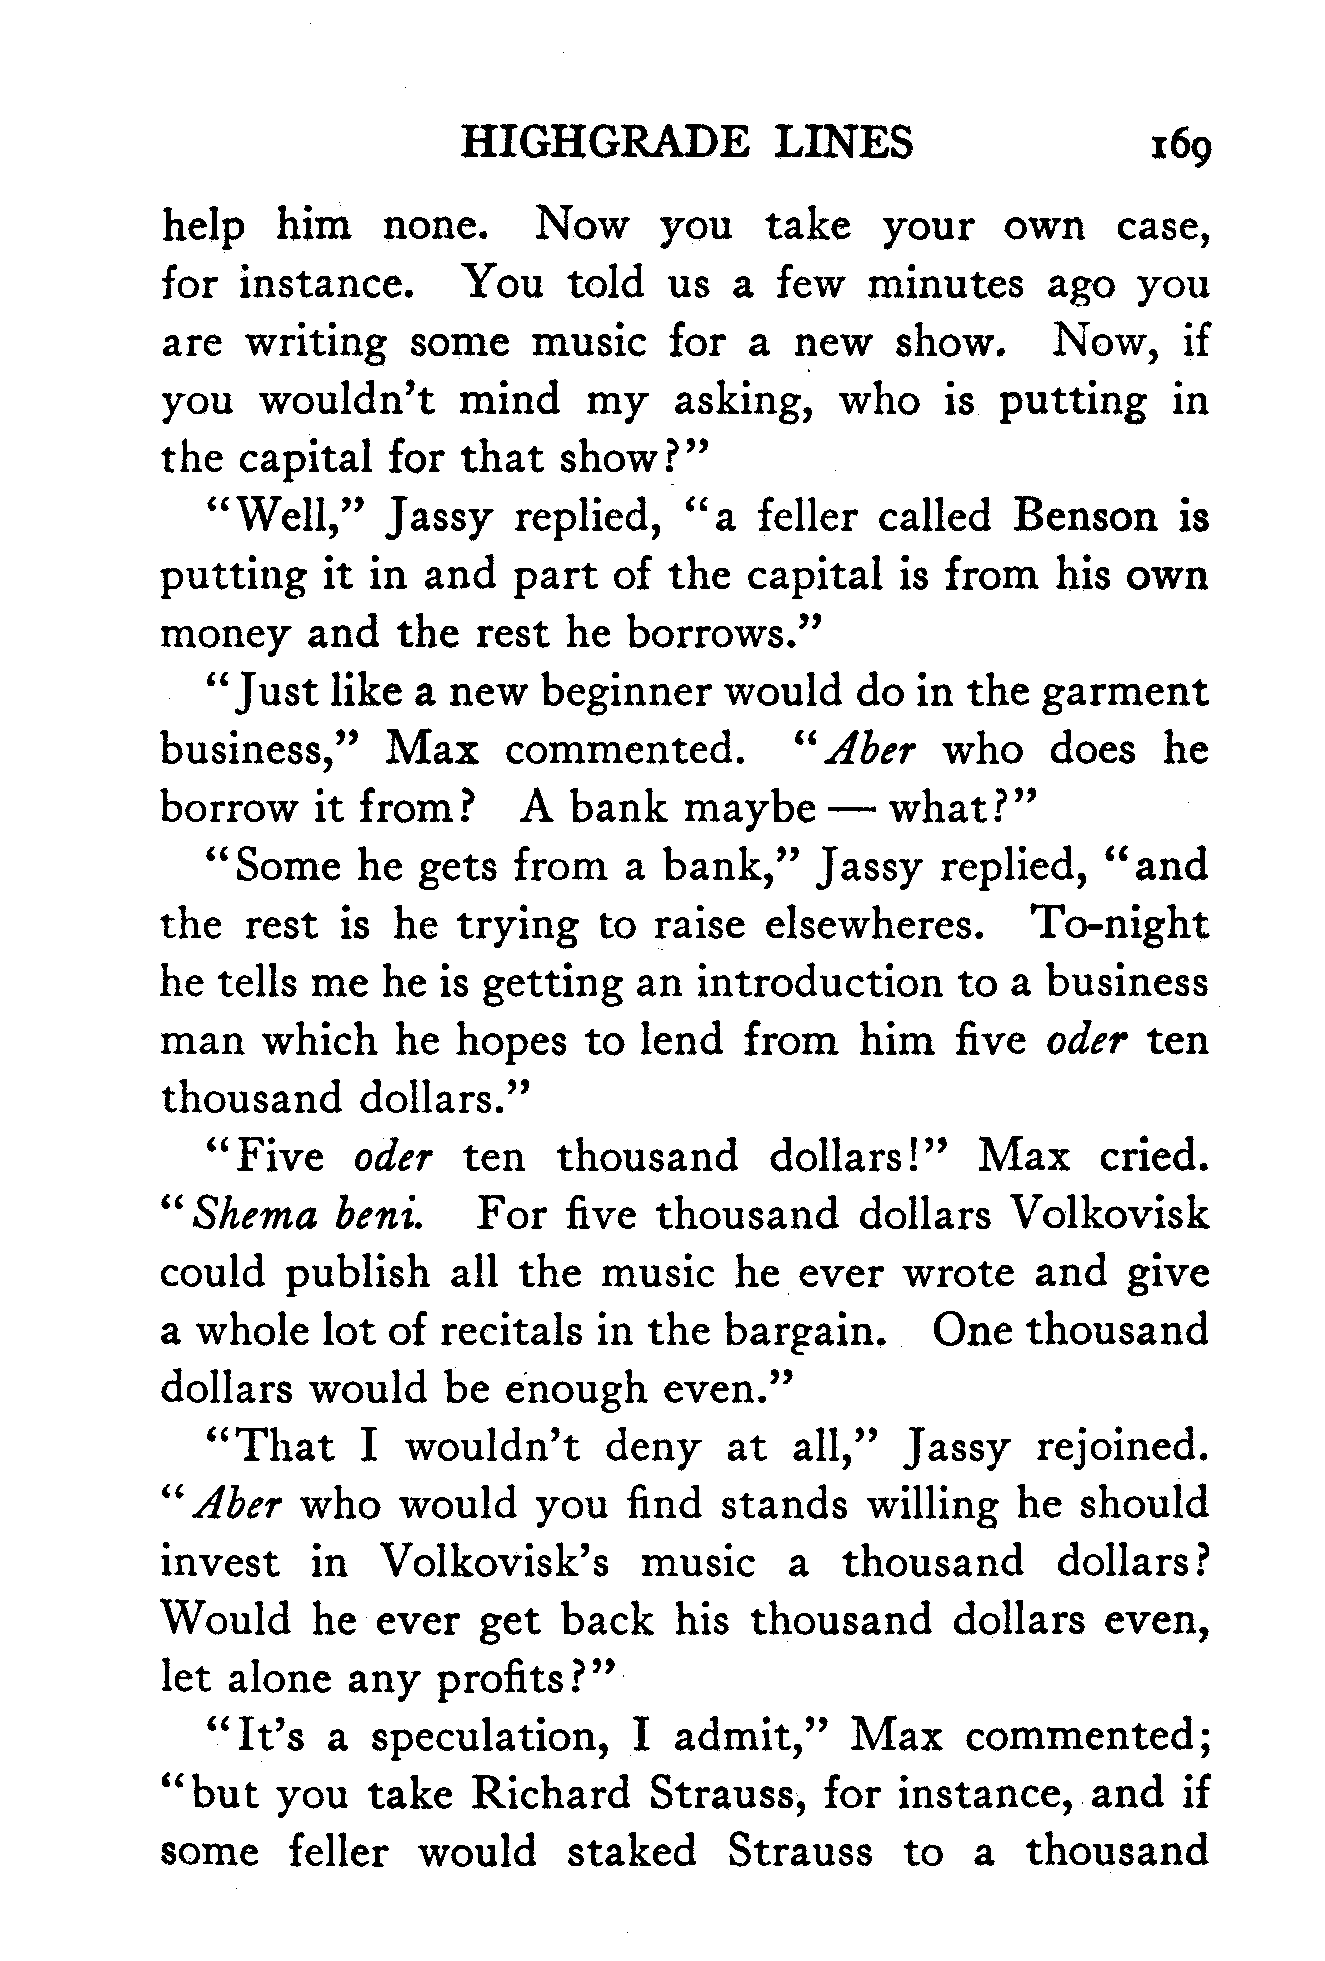 HIGHGRADE LINES 169
help him none. Now you take your own case,
for instance. You told us a few minutes ago you
are writing some music for a new show. Now, if
you wouldn't mind my asking, who is putting in
the capital for that show?"
"Well," Jassy replied, "a feller called Benson is
putting it in and part of the capital is from his own
money and the rest he borrows."
"Just like a new beginner would do in the garment
business," Max commented. "Aber who does he
borrow it from? A bank maybe — what?"
"Some he gets from a bank," Jassy replied, "and
the rest is he trying to raise elsewheres. To-night
he tells me he is getting an introduction to a business
man which he hopes to lend from him five oder ten
thousand dollars."
"Five oder ten thousand dollars!" Max cried.
"Shema beni. For five thousand dollars Volkovisk
could publish all the music he ever wrote and give
a whole lot of recitals in the bargain. One thousand
dollars would be enough even."
"That I wouldn't deny at all," Jassy rejoined.
"Aber who would you find stands willing he should
invest in Volkovisk's music a thousand dollars?
Would he ever get back his thousand dollars even,
let alone any profits?"
"It's a speculation, I admit," Max commented;
"but you take Richard Strauss, for instance, and if
some feller would staked Strauss to a thousand